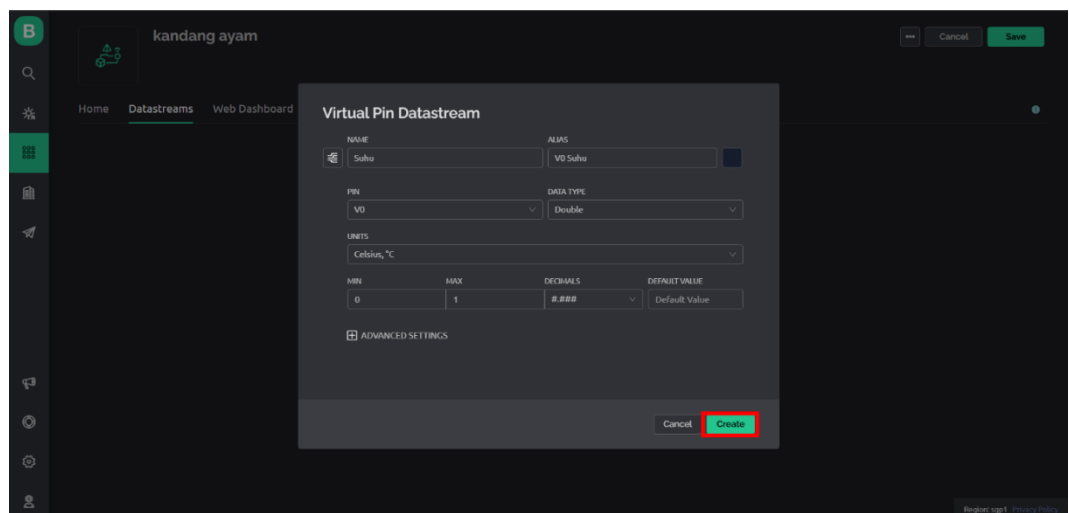 B
kandang ayam
Cancel
Save
Home Datastreams Web Dashboard
Virtual Pin Datastream
NAME ALIAS
Suhu V0 Suhu
PIN DATA TYPE
V0 Double
UNITS
Celsius, °C
MIN MAX DECIMALS DEFAULT VALUE
0 1 #.### Default Value
ADVANCED SETTINGS
Cancel Create
Region: sgp1 Privacy Policy